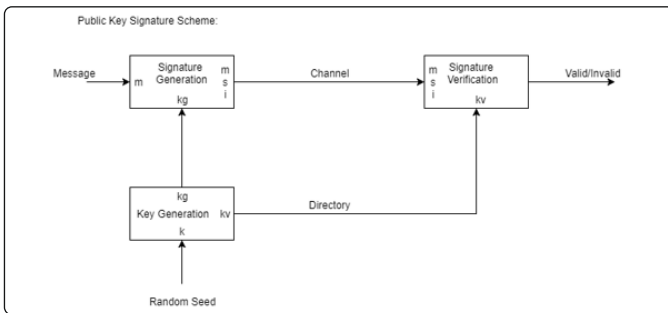 Public Key Signature Scheme:
Signature
Generation
m
s
i
m
kg
Message
Channel
Signature
Verification
m
s
i
kv
Valid/Invalid
kg
Key Generation
kv
k
Directory
Random Seed